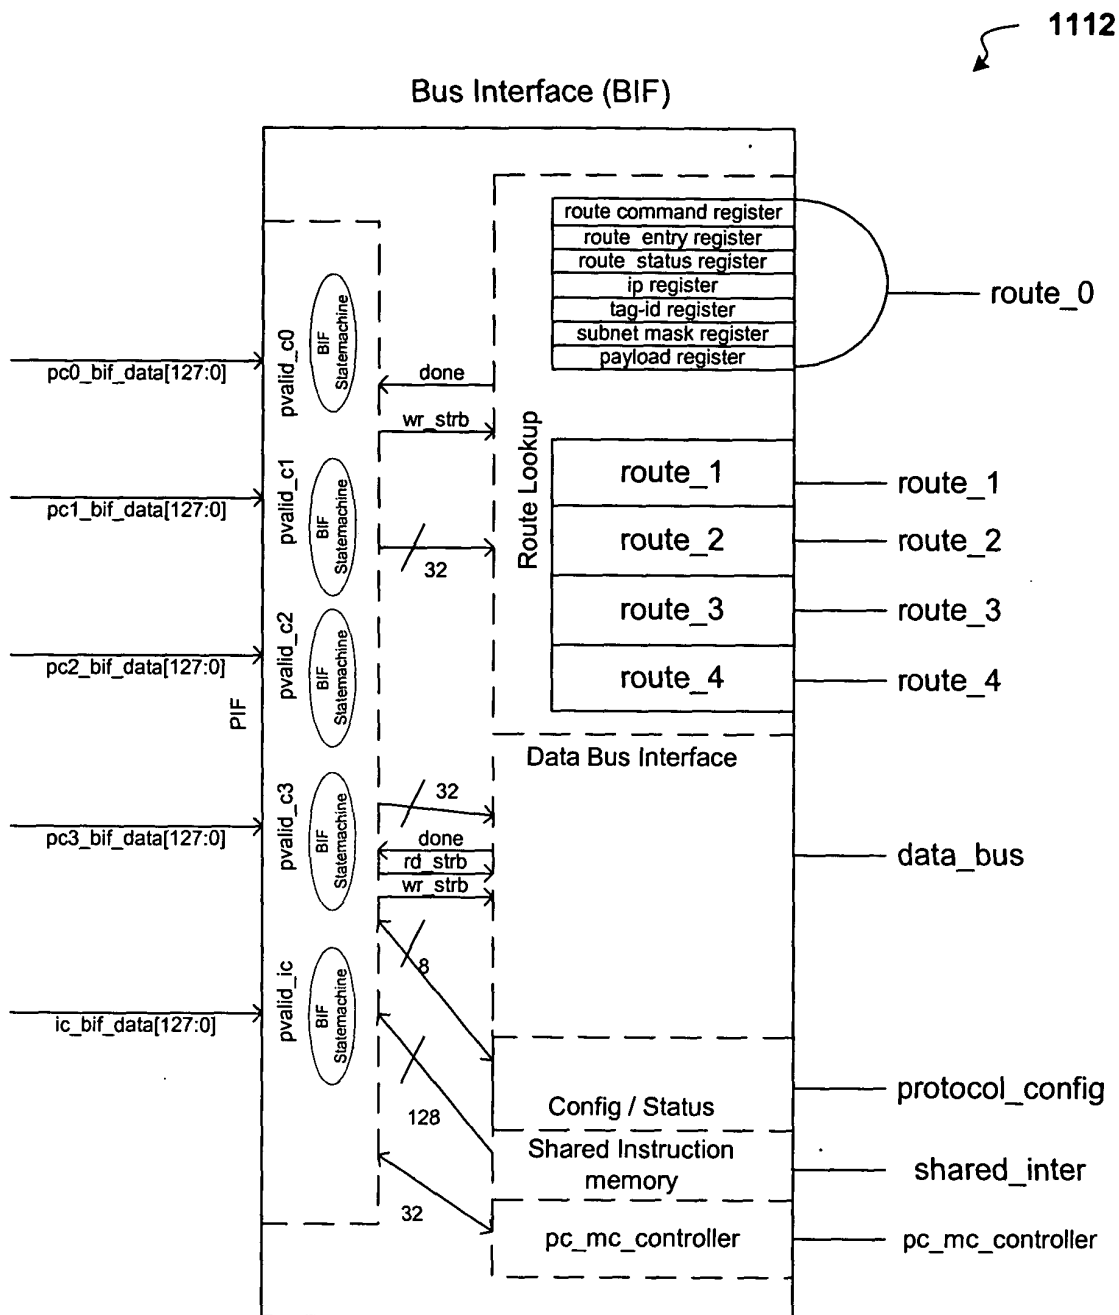 1112
Bus Interface (BIF)
route command register
route entry register
route status register
ip register
tag-id register
subnet mask register
payload register
route_0
pc0_bif_data[127:0]
pvalid_c0
BIF
Statemachine
done
wr_strb
pc1_bif_data[127:0]
pvalid_c1
BIF
Statemachine
32
Route Lookup
route_1
route_1
route_2
route_2
route_3
route_3
route_4
route_4
pc2_bif_data[127:0]
PIF
pvalid_c2
BIF
Statemachine
Data Bus Interface
pc3_bif_data[127:0]
pvalid_c3
BIF
Statemachine
32
done
rd_strb
wr_strb
data_bus
8
ic_bif_data[127:0]
pvalid_ic
BIF
Statemachine
128
Config / Status
protocol_config
Shared Instruction
memory
shared_inter
32
pc_mc_controller
pc_mc_controller